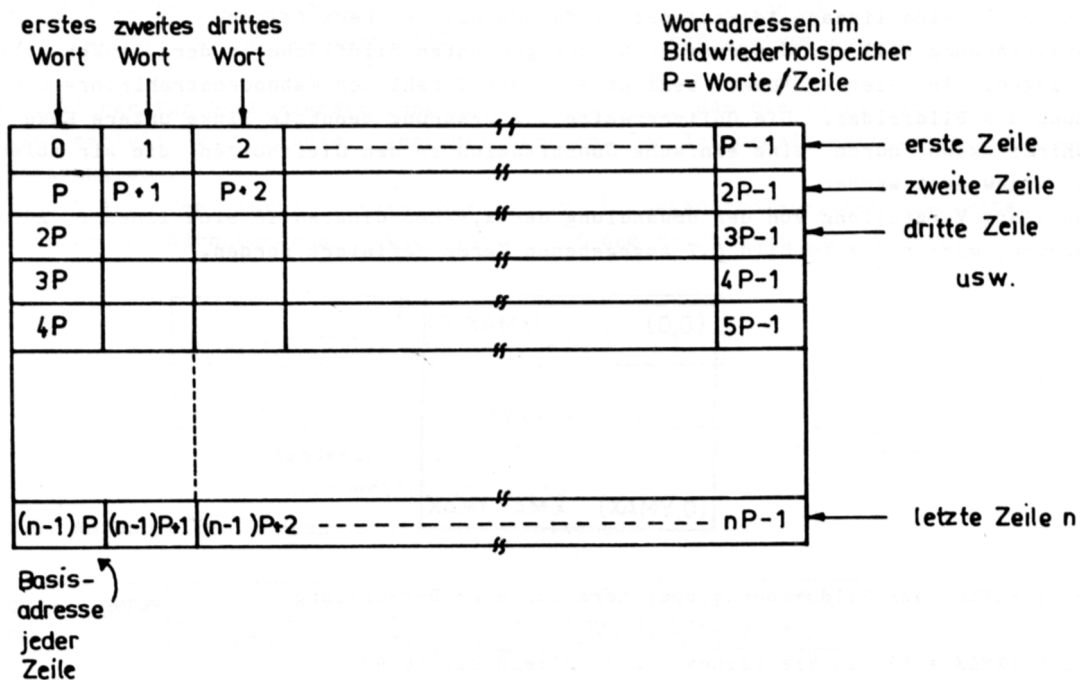 erstes zweites drittes
Wort Wort Wort
Wortadressen im
Bildwiederholspeicher
P = Worte / Zeile
0 1 2 P - 1 erste Zeile
P P+1 P+2 2P-1 zweite Zeile
2P 3P-1 dritte Zeile
3P 4P-1 usw.
4P 5P-1
(n-1) P (n-1)P+1 (n-1)P+2 nP-1 letzte Zeile n
Basis-
adresse
jeder
Zeile